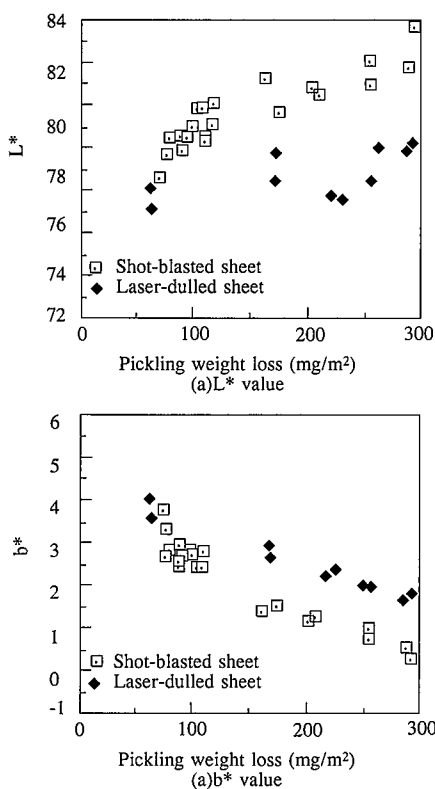 84
82
80
L*
78
76
□ Shot-blasted sheet
◆ Laser-dulled sheet
74
72
0 100 200 300
Pickling weight loss (mg/m²)
(a)L* value
6
5
4
3
b*
2
1
□ Shot-blasted sheet
◆ Laser-dulled sheet
0
-1
0 100 200 300
Pickling weight loss (mg/m²)
(a)b* value